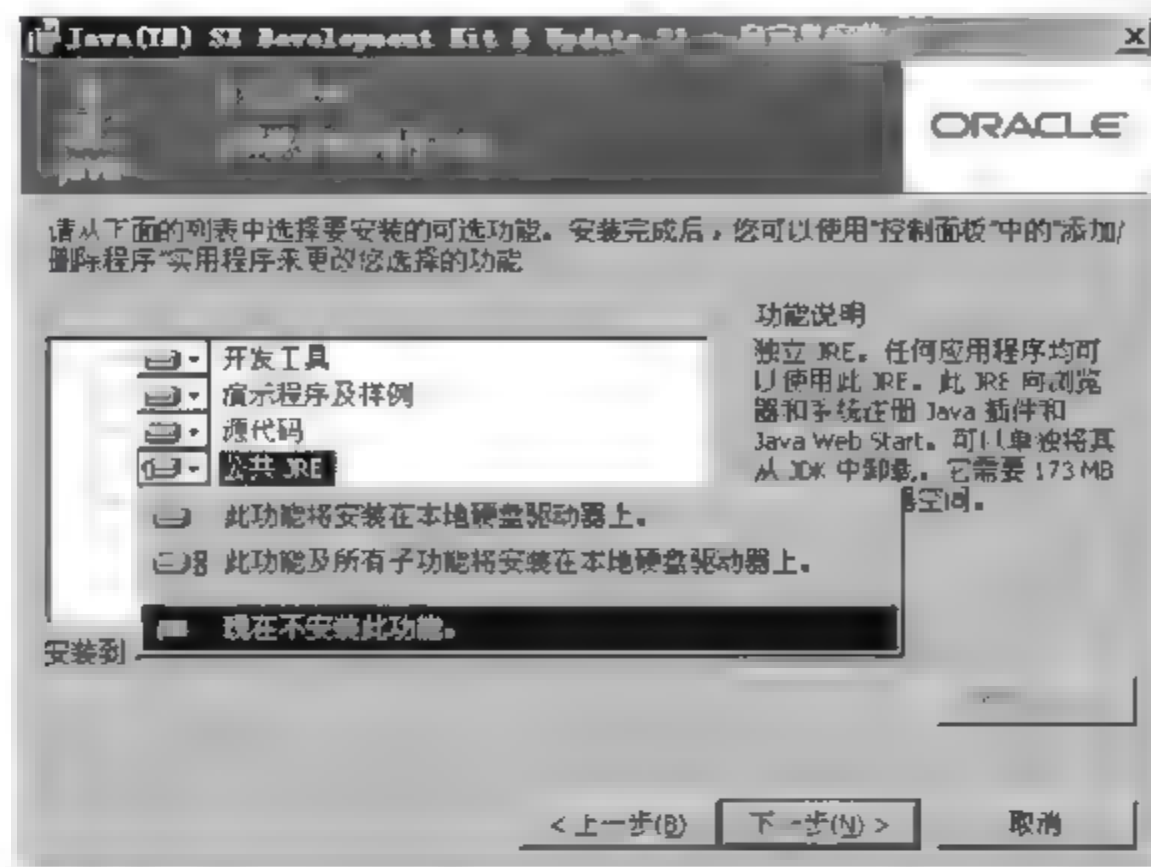 Java(TM) SE Development Kit 6 Update
ORACLE
请从下面的列表中选择要安装的可选功能。安装完成后，您可以使用"控制面板"中的"添加/
删除程序"实用程序来更改您选择的功能
功能说明
开发工具
演示程序及样例
源代码
公共 JRE
独立 JRE。任何应用程序均可
以使用此 JRE。此 JRE 向浏览
器和系统注册 Java 插件和
Java Web Start。可以单独将其
从 JDK 中卸载。它需要 173 MB
器空间。
此功能将安装在本地硬盘驱动器上。
此功能及所有子功能将安装在本地硬盘驱动器上。
现在不安装此功能。
安装到
< 上一步(B)
下一步(N) >
取消